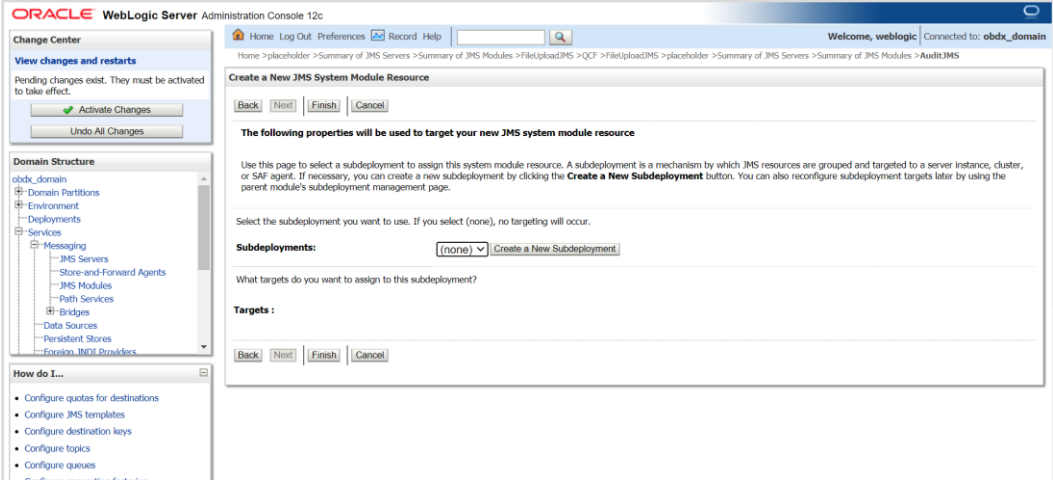 ORACLE WebLogic Server Administration Console 12c
Change Center
View changes and restarts
Pending changes exist. They must be activated
to take effect.
Activate Changes
Undo All Changes
Domain Structure
obdx_domain
Domain Partitions
Environment
Deployments
Services
Messaging
JMS Servers
Store-and-Forward Agents
JMS Modules
Path Services
Bridges
Data Sources
Persistent Stores
Foreign JNDI Providers
How do I...
Configure quotas for destinations
Configure JMS templates
Configure destination keys
Configure topics
Configure queues
Configure connection factories
Home Log Out Preferences Record Help
Welcome, weblogic Connected to: obdx_domain
Home >placeholder >Summary of JMS Servers >Summary of JMS Modules >FileUploadJMS >QCF >FileUploadJMS >placeholder >Summary of JMS Servers >Summary of JMS Modules >AuditJMS
Create a New JMS System Module Resource
Back Next Finish Cancel
The following properties will be used to target your new JMS system module resource
Use this page to select a subdeployment to assign this system module resource. A subdeployment is a mechanism by which JMS resources are grouped and targeted to a server instance, cluster,
or SAF agent. If necessary, you can create a new subdeployment by clicking the Create a New Subdeployment button. You can also reconfigure subdeployment targets later by using the
parent module's subdeployment management page.
Select the subdeployment you want to use. If you select (none), no targeting will occur.
Subdeployments: (none) Create a New Subdeployment
What targets do you want to assign to this subdeployment?
Targets :
Back Next Finish Cancel